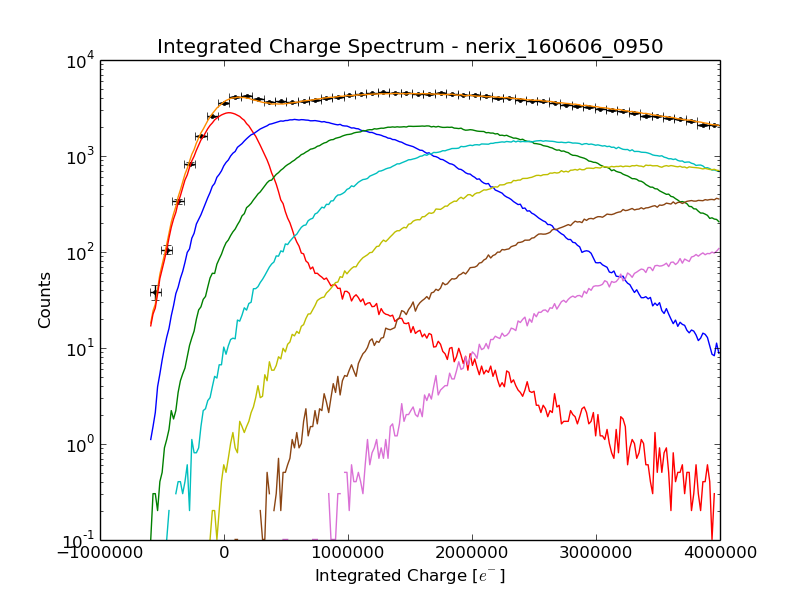 Integrated Charge Spectrum - nerix_160606_0950
10^4
10^3
10^2
10^1
10^0
10^-1
Counts
−1000000 0 1000000 2000000 3000000 4000000
Integrated Charge [e^-]